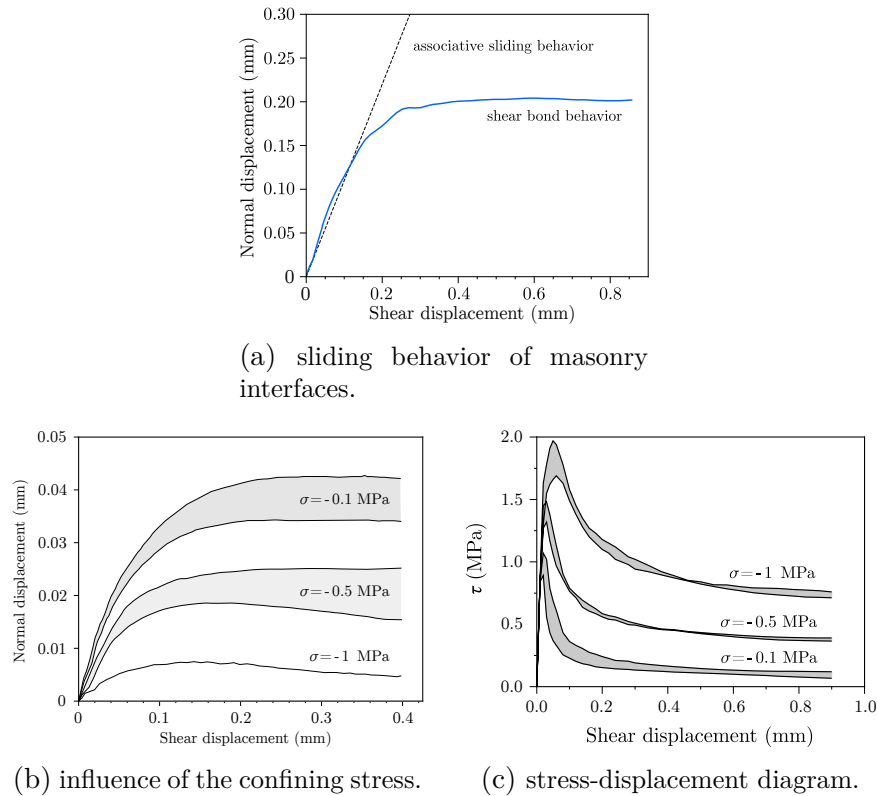 0.30
0.25
0.20
0.15
0.10
0.05
0
Normal displacement (mm)
associative sliding behavior
shear bond behavior
0 0.2 0.4 0.6 0.8
Shear displacement (mm)
(a) sliding behavior of masonry
interfaces.
0.05
0.04
0.03
0.02
0.01
0
Normal displacement (mm)
σ=-0.1 MPa
σ=-0.5 MPa
σ=-1 MPa
0 0.1 0.2 0.3 0.4
Shear displacement (mm)
(b) influence of the confining stress.
2.0
1.5
1.0
0.5
0.0
τ (MPa)
σ=-1 MPa
σ=-0.5 MPa
σ=-0.1 MPa
0.0 0.2 0.4 0.6 0.8 1.0
Shear displacement (mm)
(c) stress-displacement diagram.